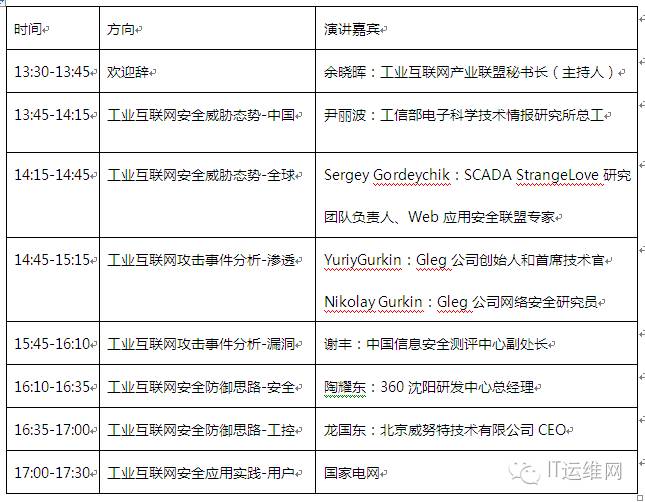 时间 方向 演讲嘉宾
13:30-13:45 欢迎辞 余晓晖：工业互联网产业联盟秘书长（主持人）
13:45-14:15 工业互联网安全威胁态势-中国 尹丽波：工信部电子科学技术情报研究所总工
14:15-14:45 工业互联网安全威胁态势-全球 Sergey Gordeychik：SCADA StrangeLove 研究
团队负责人、Web 应用安全联盟专家
14:45-15:15 工业互联网攻击事件分析-渗透 YuriyGurkin：Gleg 公司创始人和首席技术官
Nikolay Gurkin：Gleg 公司网络安全研究员
15:45-16:10 工业互联网攻击事件分析-漏洞 谢丰：中国信息安全测评中心副处长
16:10-16:35 工业互联网安全防御思路-安全 陶耀东：360 沈阳研发中心总经理
16:35-17:00 工业互联网安全防御思路-工控 龙国东：北京威努特技术有限公司 CEO
17:00-17:30 工业互联网安全应用实践-用户 国家电网
IT运维网